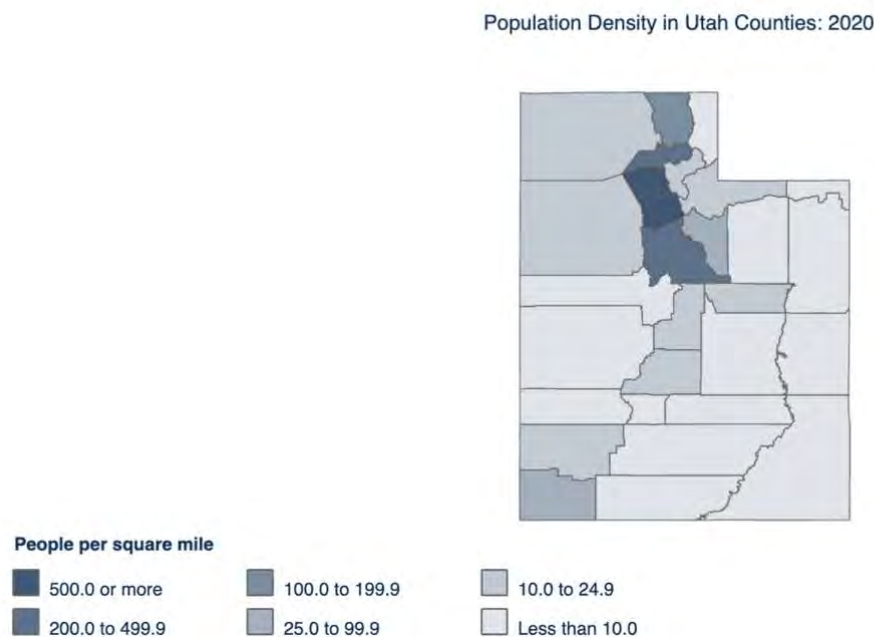 Population Density in Utah Counties: 2020
People per square mile
500.0 or more
100.0 to 199.9
10.0 to 24.9
200.0 to 499.9
25.0 to 99.9
Less than 10.0